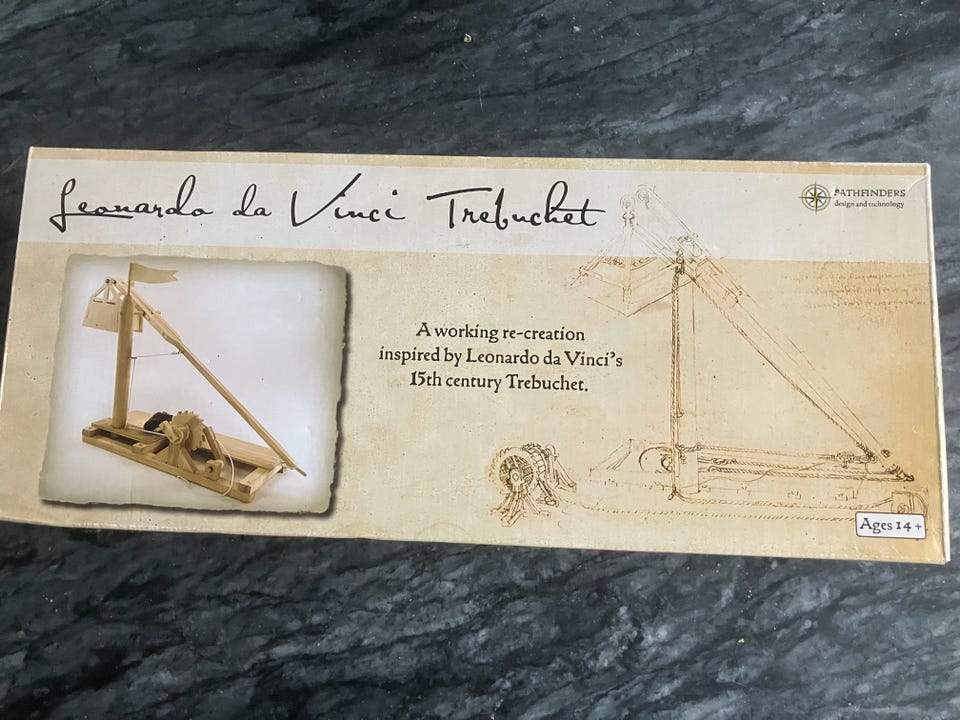 Leonardo da Vinci Trebuchet
PATHFINDERS
design and technology
A working re-creation
inspired by Leonardo da Vinci's
15th century Trebuchet.
Ages 14+